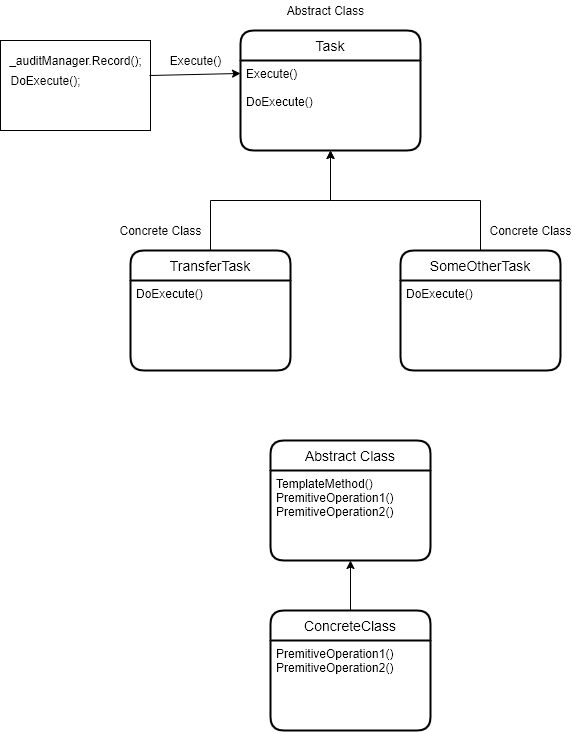 Abstract Class
Task
_auditManager.Record();
DoExecute();
Execute()
Execute()
DoExecute()
Concrete Class
Concrete Class
TransferTask
DoExecute()
SomeOtherTask
DoExecute()
Abstract Class
TemplateMethod()
PremitiveOperation1()
PremitiveOperation2()
ConcreteClass
PremitiveOperation1()
PremitiveOperation2()